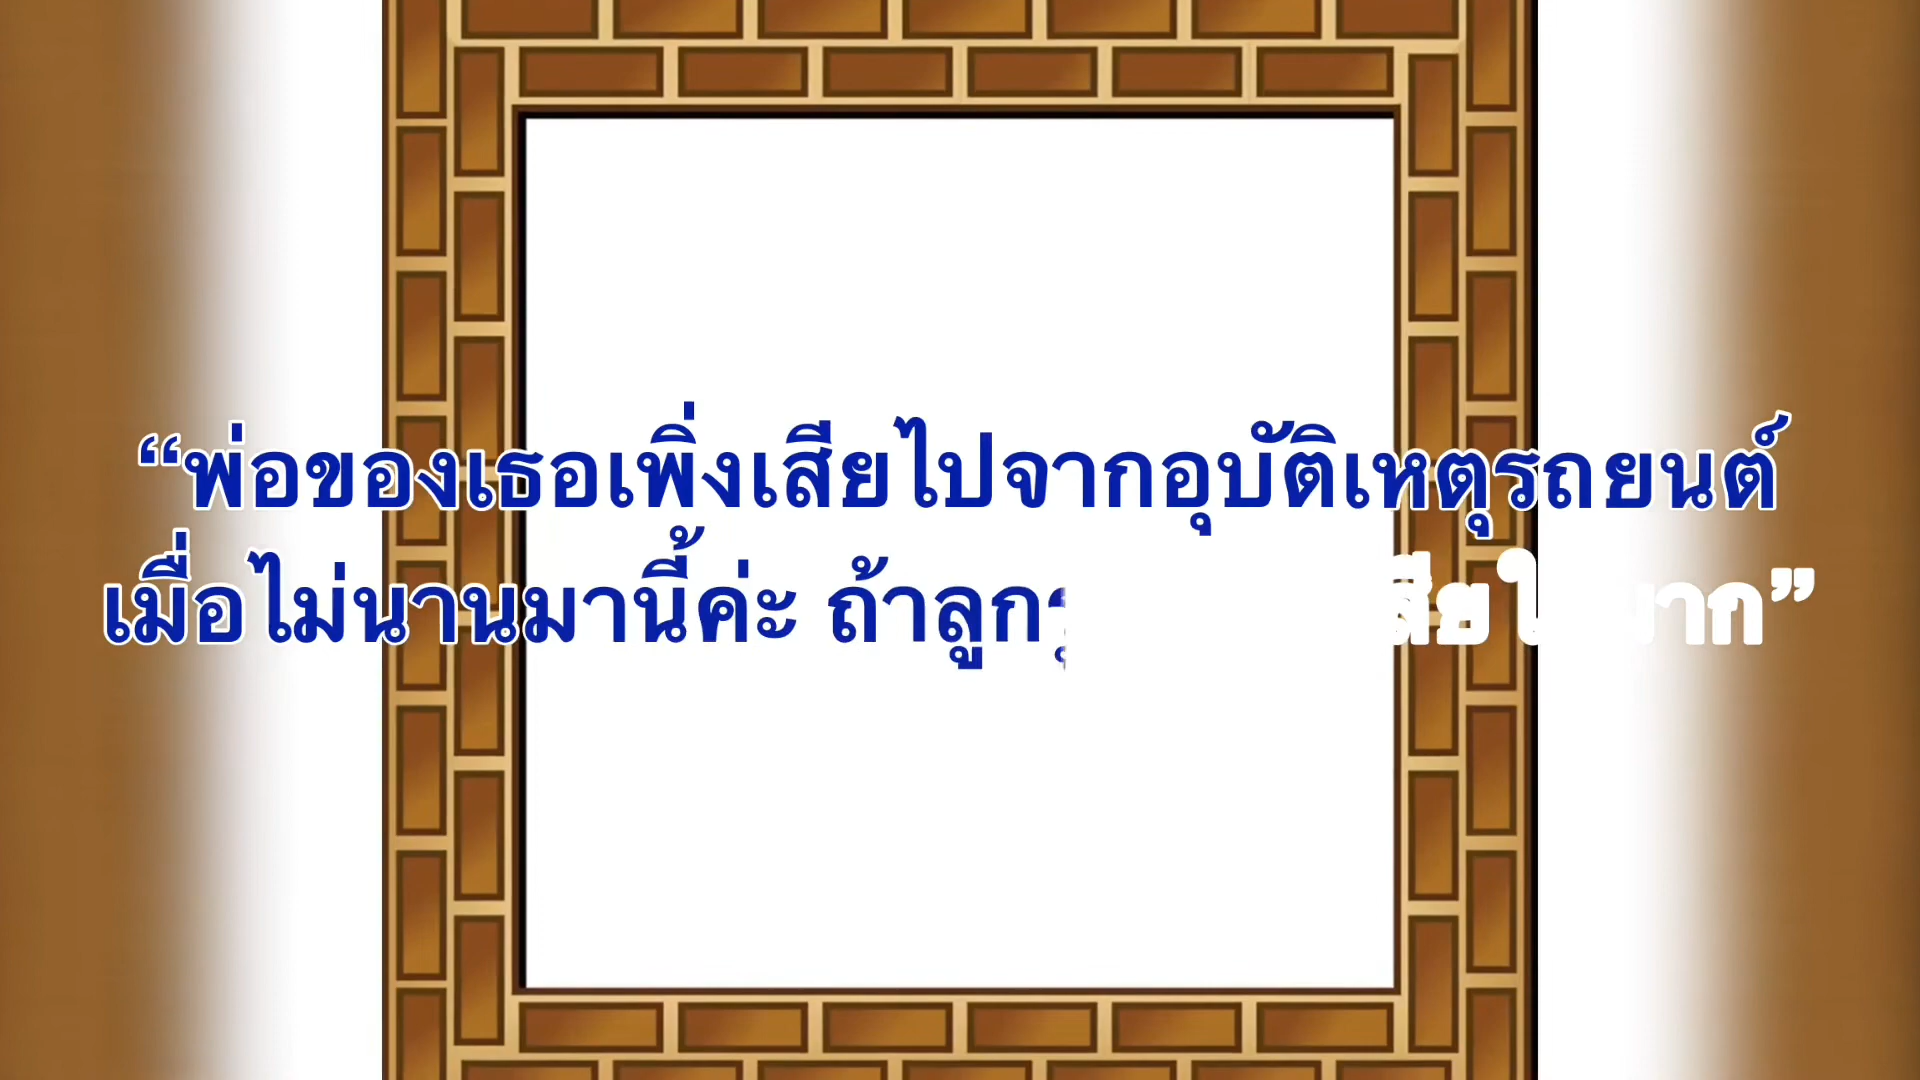 “พ่อของเธอเพิ่งเสียไปจากอุบัติเหตุรถยนต์
เมื่อไม่นานมานี้ค่ะ ถ้าลูก